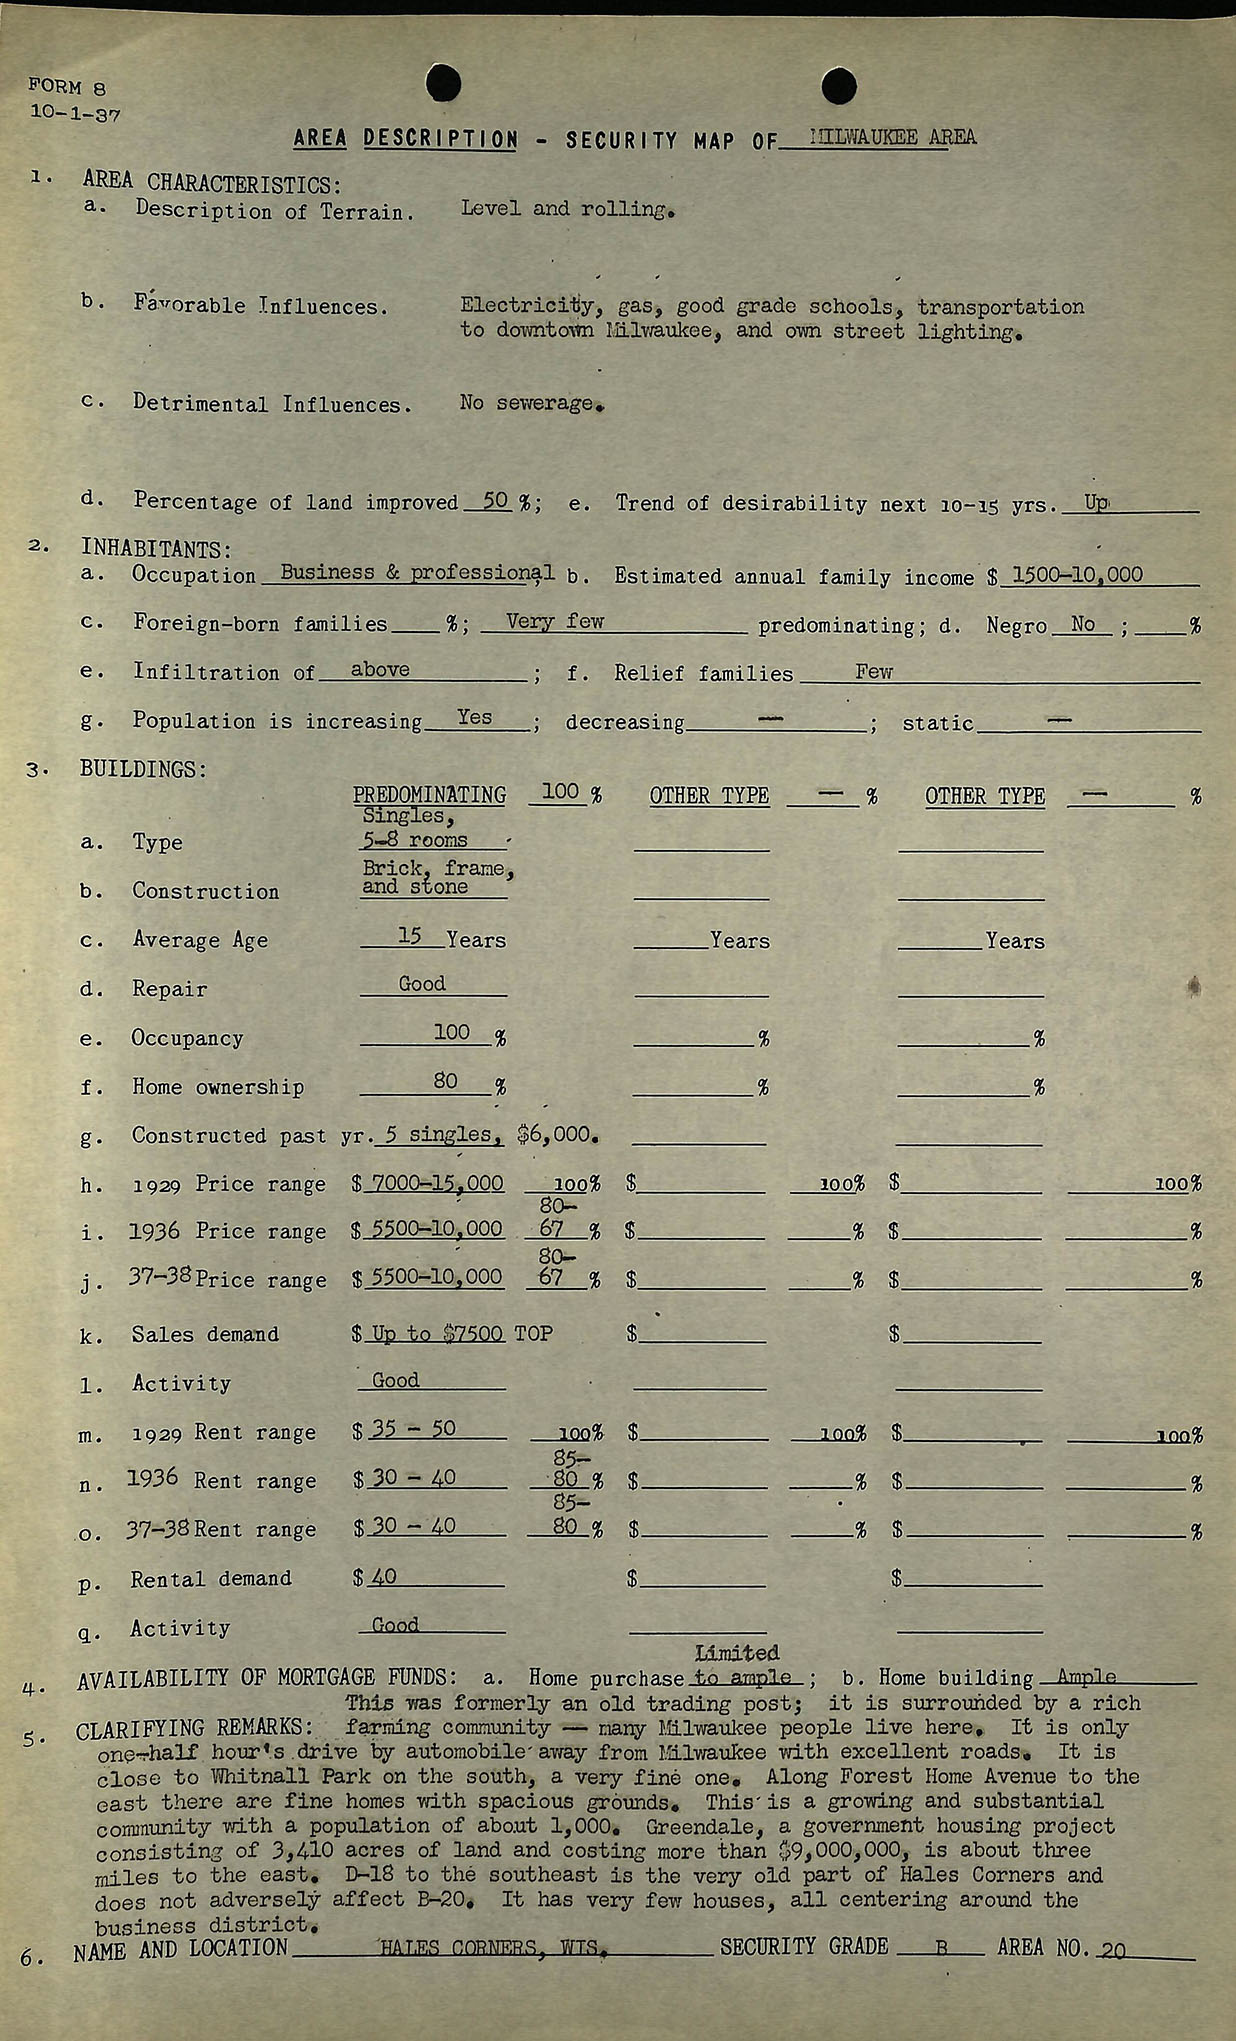 FORM 8
10-1-37
AREA DESCRIPTION - SECURITY MAP OF MILWAUKEE AREA
1. AREA CHARACTERISTICS:
a. Description of Terrain. Level and rolling.
b. Favorable Influences. Electricity, gas, good grade schools, transportation
to downtown Milwaukee, and own street lighting.
c. Detrimental Influences. No sewerage.
d. Percentage of land improved 50 %; e. Trend of desirability next 10-15 yrs. Up
2. INHABITANTS:
a. Occupation Business & professional; b. Estimated annual family income $ 1500-10,000
c. Foreign-born families %; Very few predominating; d. Negro No ; %
e. Infiltration of above ; f. Relief families Few
g. Population is increasing Yes ; decreasing — ; static —
3. BUILDINGS:
PREDOMINATING 100 % OTHER TYPE — % OTHER TYPE — %
Singles,
a. Type 5-8 rooms
Brick, frame,
b. Construction and stone
c. Average Age 15 Years Years Years
d. Repair Good
e. Occupancy 100 % % %
f. Home ownership 80 % % %
g. Constructed past yr. 5 singles, $6,000.
h. 1929 Price range $ 7000-15,000 100% $ 100% $ 100%
80-
i. 1936 Price range $ 5500-10,000 67 % $ % $ %
80-
j. 37-38 Price range $ 5500-10,000 67 % $ % $ %
k. Sales demand $ Up to $7500 TOP $ $
l. Activity Good
m. 1929 Rent range $ 35 - 50 100% $ 100% $ 100%
85-
n. 1936 Rent range $ 30 - 40 80 % $ % $ %
85-
o. 37-38 Rent range $ 30 - 40 80 % $ % $ %
p. Rental demand $ 40 $ $
q. Activity Good
Limited
4. AVAILABILITY OF MORTGAGE FUNDS: a. Home purchase to ample ; b. Home building Ample
This was formerly an old trading post; it is surrounded by a rich
5. CLARIFYING REMARKS: farming community — many Milwaukee people live here. It is only
one-half hour's drive by automobile away from Milwaukee with excellent roads. It is
close to Whitnall Park on the south, a very fine one. Along Forest Home Avenue to the
east there are fine homes with spacious grounds. This is a growing and substantial
community with a population of about 1,000. Greendale, a government housing project
consisting of 3,410 acres of land and costing more than $9,000,000, is about three
miles to the east. D-18 to the southeast is the very old part of Hales Corners and
does not adversely affect B-20. It has very few houses, all centering around the
business district.
6. NAME AND LOCATION HALES CORNERS, WIS. SECURITY GRADE B AREA NO. 20